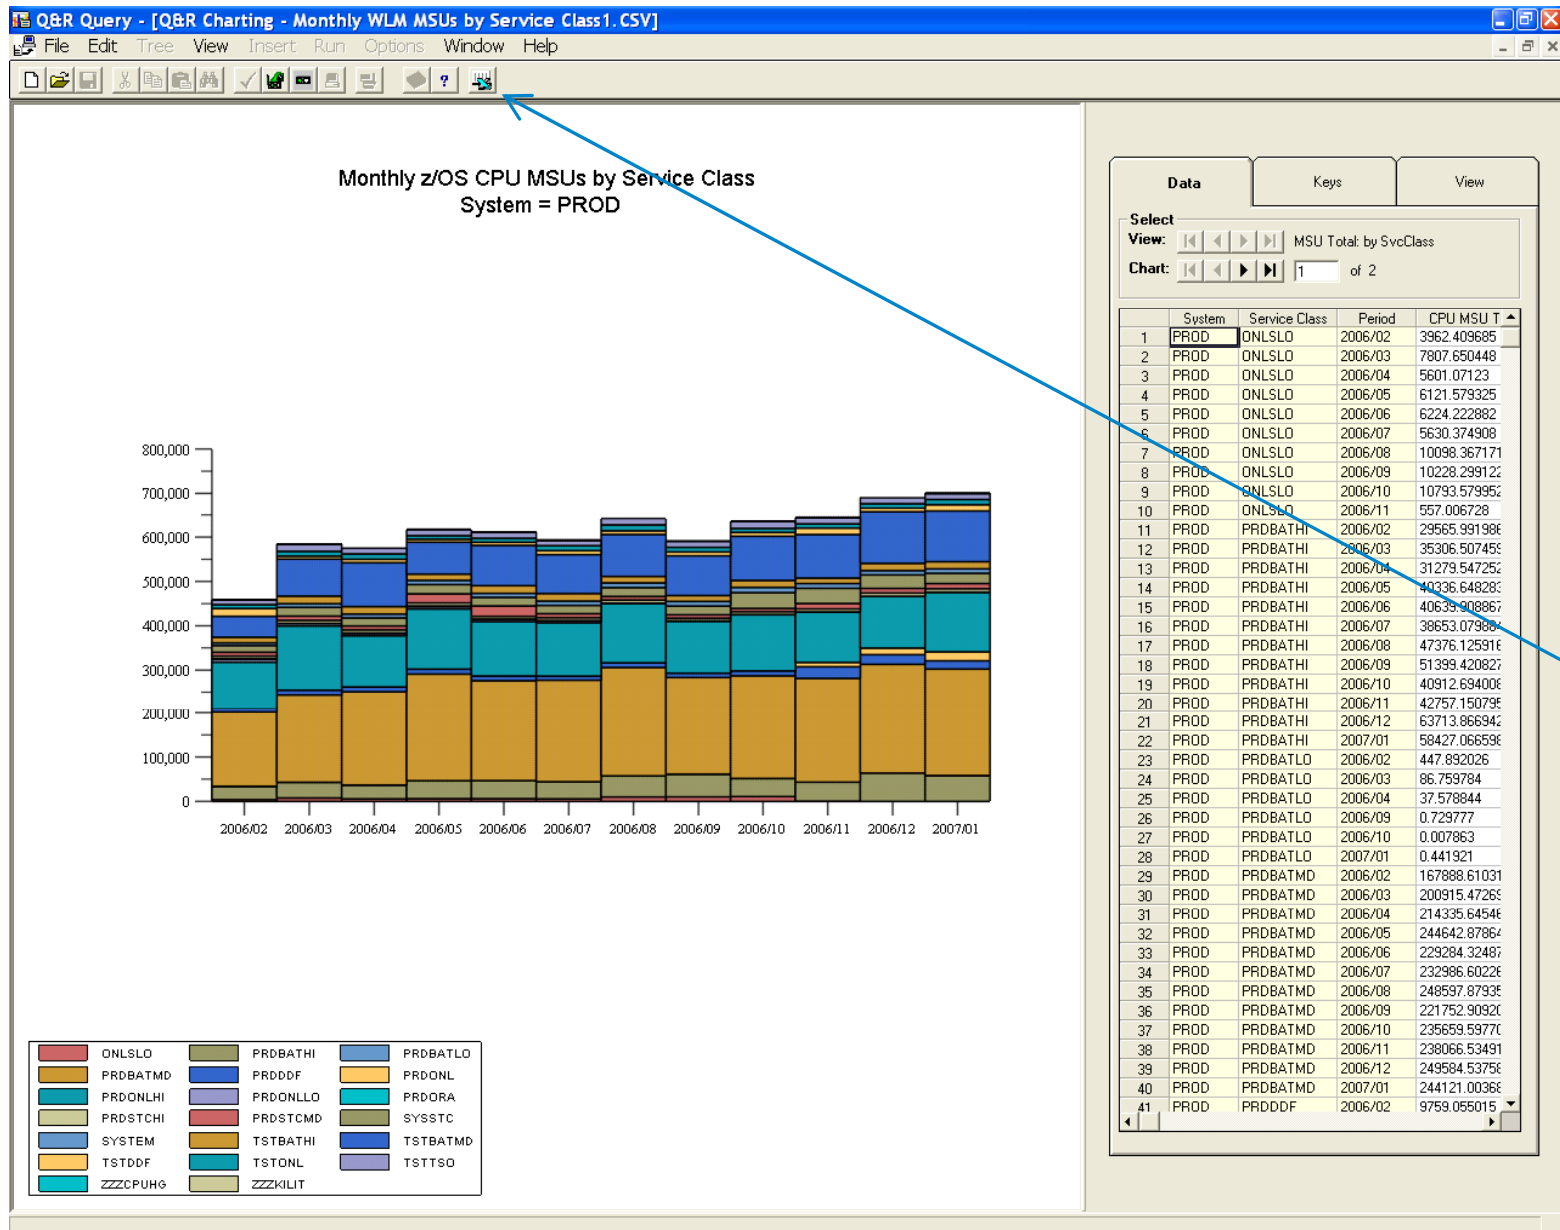 Q&R Query - [Q&R Charting - Monthly WLM MSUs by Service Class1.CSV]
File Edit Tree View Insert Run Options Window Help
Monthly z/OS CPU MSUs by Service Class
System = PROD
800,000
700,000
600,000
500,000
400,000
300,000
200,000
100,000
0
2006/02 2006/03 2006/04 2006/05 2006/06 2006/07 2006/08 2006/09 2006/10 2006/11 2006/12 2007/01
ONLSLO PRDBATHI PRDBATLO
PRDBATMD PRDDDF PRDONL
PRDONLHI PRDONLLO PRDORA
PRDSTCHI PRDSTCMD SYSSTC
SYSTEM TSTBATHI TSTBATMD
TSTDDF TSTONL TSTTSO
ZZZCPUHG ZZZKILIT
Data Keys View
Select
View: MSU Total: by SvcClass
Chart: 1 of 2
System Service Class Period CPU MSU T
1 PROD ONLSLO 2006/02 3962.409685
2 PROD ONLSLO 2006/03 7807.650448
3 PROD ONLSLO 2006/04 5601.07123
4 PROD ONLSLO 2006/05 6121.579325
5 PROD ONLSLO 2006/06 6224.222882
6 PROD ONLSLO 2006/07 5630.374908
7 PROD ONLSLO 2006/08 10098.367171
8 PROD ONLSLO 2006/09 10228.299122
9 PROD ONLSLO 2006/10 10793.579952
10 PROD ONLSLO 2006/11 557.006728
11 PROD PRDBATHI 2006/02 29565.991986
12 PROD PRDBATHI 2006/03 35306.507459
13 PROD PRDBATHI 2006/04 31279.547252
14 PROD PRDBATHI 2006/05 40336.648283
15 PROD PRDBATHI 2006/06 40639.908867
16 PROD PRDBATHI 2006/07 38653.079884
17 PROD PRDBATHI 2006/08 47376.125916
18 PROD PRDBATHI 2006/09 51399.420827
19 PROD PRDBATHI 2006/10 40912.694008
20 PROD PRDBATHI 2006/11 42757.150795
21 PROD PRDBATHI 2006/12 63713.866942
22 PROD PRDBATHI 2007/01 58427.066598
23 PROD PRDBATLO 2006/02 447.892026
24 PROD PRDBATLO 2006/03 86.759784
25 PROD PRDBATLO 2006/04 37.578844
26 PROD PRDBATLO 2006/09 0.729777
27 PROD PRDBATLO 2006/10 0.007863
28 PROD PRDBATLO 2007/01 0.441921
29 PROD PRDBATMD 2006/02 167888.61031
30 PROD PRDBATMD 2006/03 200915.47269
31 PROD PRDBATMD 2006/04 214335.64546
32 PROD PRDBATMD 2006/05 244642.87864
33 PROD PRDBATMD 2006/06 229284.32487
34 PROD PRDBATMD 2006/07 232986.60226
35 PROD PRDBATMD 2006/08 248597.87935
36 PROD PRDBATMD 2006/09 221752.90920
37 PROD PRDBATMD 2006/10 235659.59770
38 PROD PRDBATMD 2006/11 238066.53491
39 PROD PRDBATMD 2006/12 249584.53758
40 PROD PRDBATMD 2007/01 244121.00368
41 PROD PRDDDF 2006/02 9759.055015